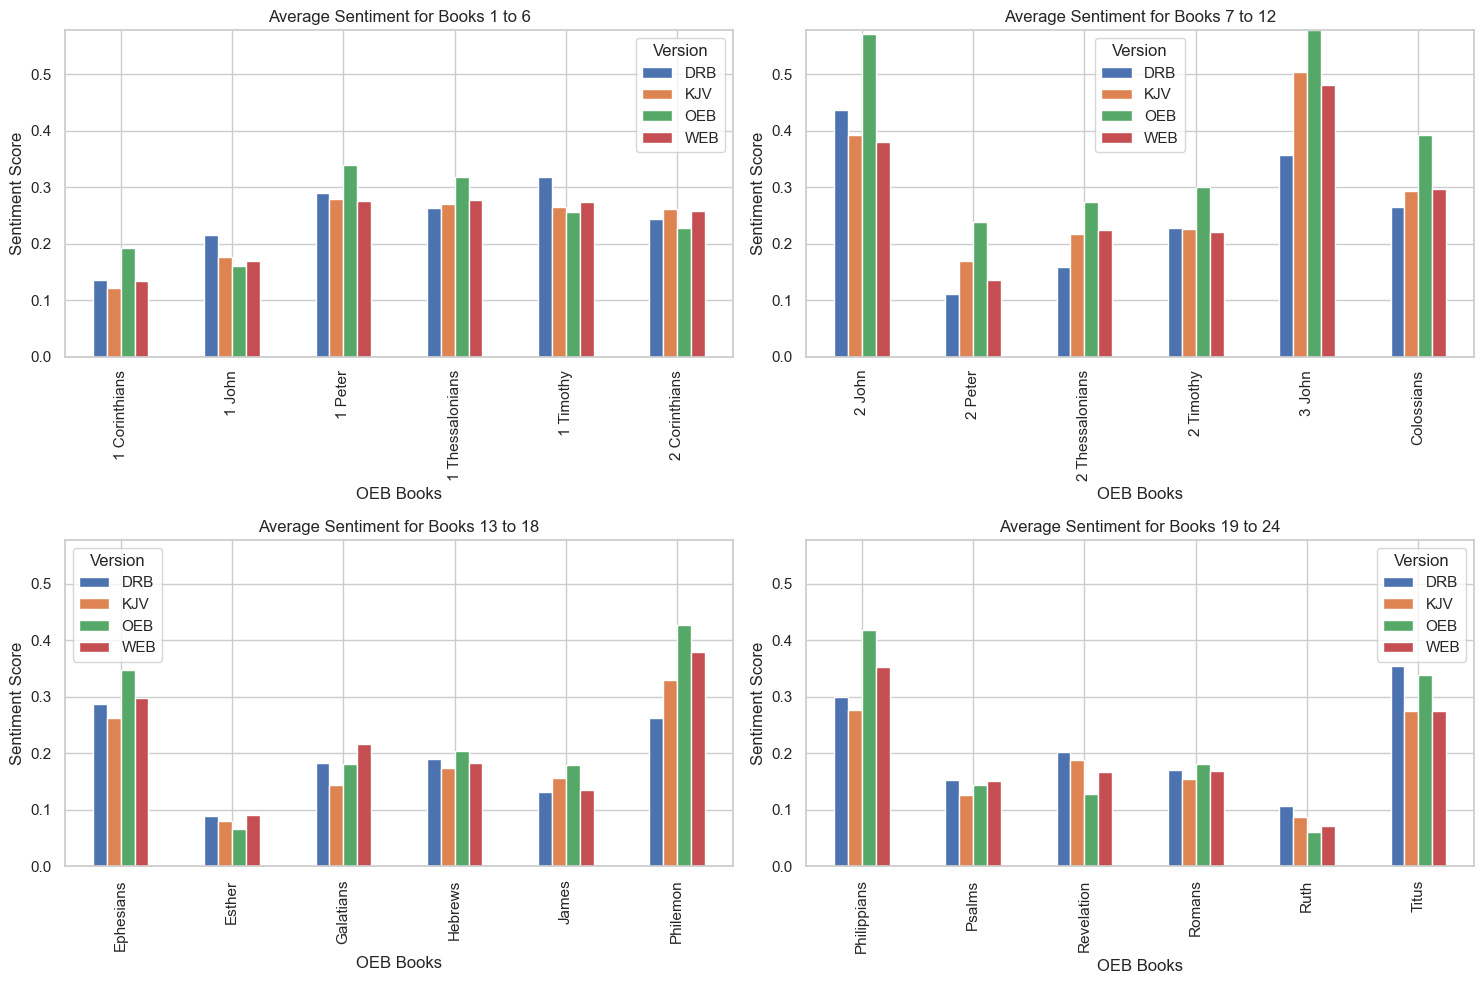 Average Sentiment for Books 1 to 6
Sentiment Score
0.5
0.4
0.3
0.2
0.1
0.0
Version
DRB
KJV
OEB
WEB
1 Corinthians
1 John
1 Peter
1 Thessalonians
1 Timothy
2 Corinthians
OEB Books
Average Sentiment for Books 7 to 12
Sentiment Score
0.5
0.4
0.3
0.2
0.1
0.0
Version
DRB
KJV
OEB
WEB
2 John
2 Peter
2 Thessalonians
2 Timothy
3 John
Colossians
OEB Books
Average Sentiment for Books 13 to 18
Sentiment Score
0.5
0.4
0.3
0.2
0.1
0.0
Version
DRB
KJV
OEB
WEB
Ephesians
Esther
Galatians
Hebrews
James
Philemon
OEB Books
Average Sentiment for Books 19 to 24
Sentiment Score
0.5
0.4
0.3
0.2
0.1
0.0
Version
DRB
KJV
OEB
WEB
Philippians
Psalms
Revelation
Romans
Ruth
Titus
OEB Books